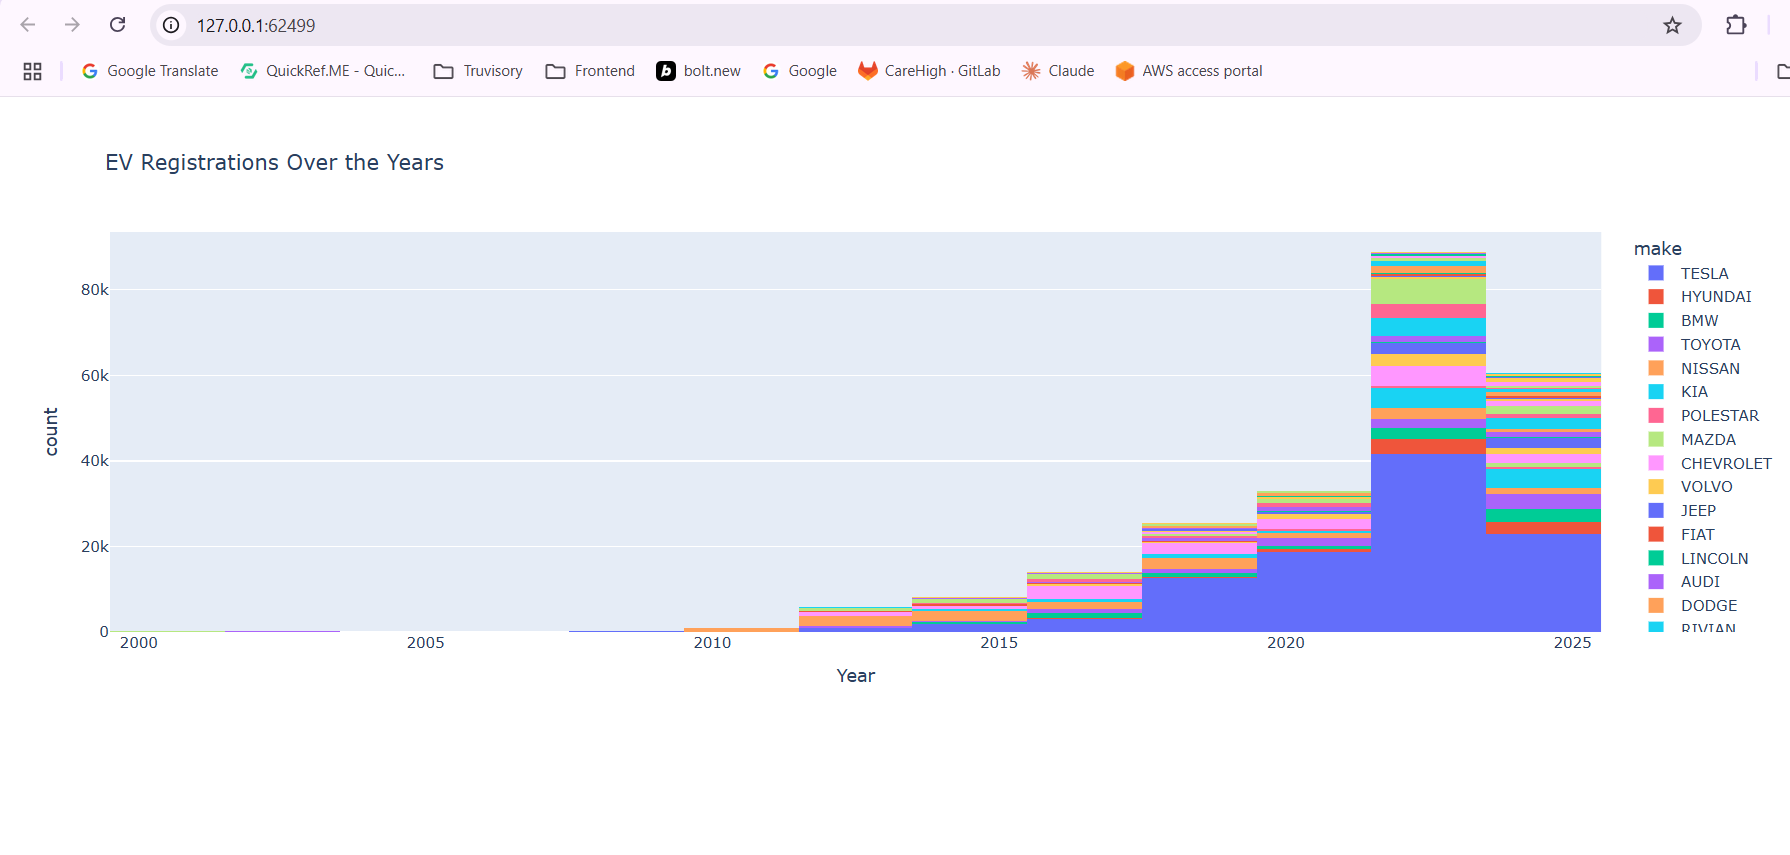 127.0.0.1:62499
Google Translate QuickRef.ME - Quic... Truvisory Frontend bolt.new Google CareHigh · GitLab Claude AWS access portal
EV Registrations Over the Years
make
TESLA
HYUNDAI
BMW
TOYOTA
NISSAN
KIA
POLESTAR
MAZDA
CHEVROLET
VOLVO
JEEP
FIAT
LINCOLN
AUDI
DODGE
RIVIAN
80k
60k
40k
20k
0
count
2000 2005 2010 2015 2020 2025
Year